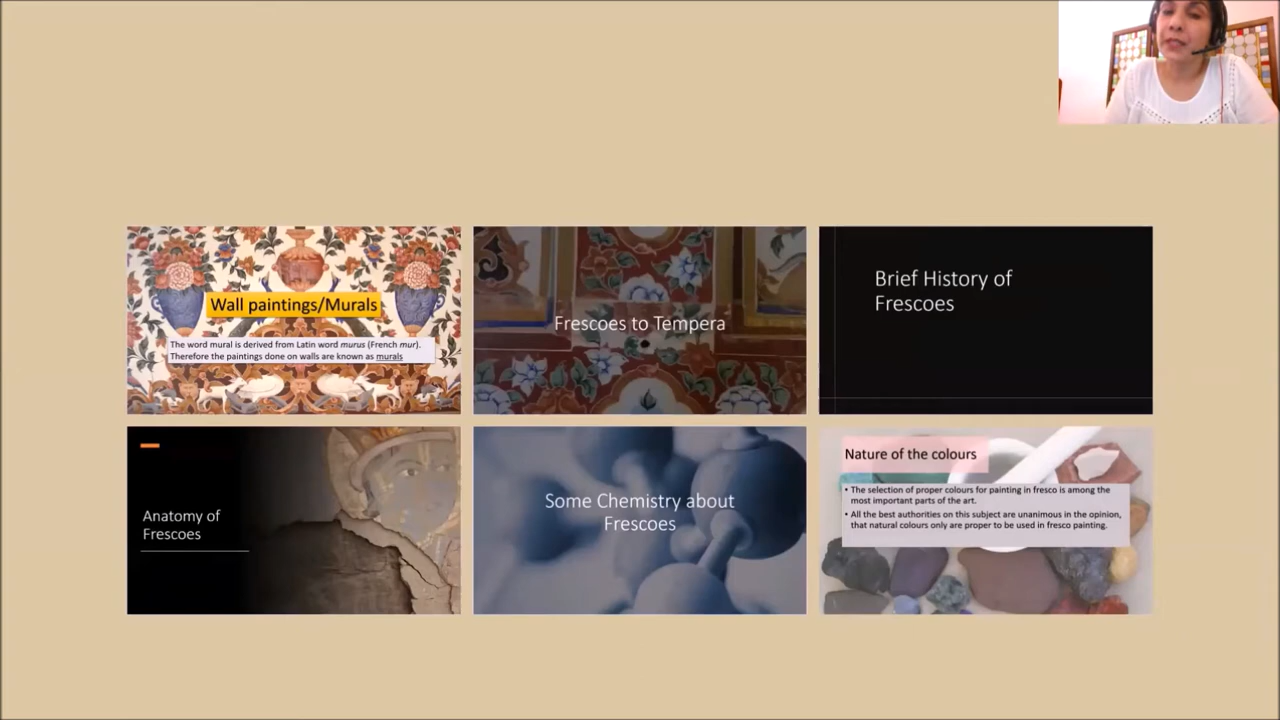 Wall paintings/Murals
The word mural is derived from Latin word murus (French mur).
Therefore the paintings done on walls are known as murals
Frescoes to Tempera
Brief History of
Frescoes
Anatomy of
Frescoes
Some Chemistry about
Frescoes
Nature of the colours
• The selection of proper colours for painting in fresco is among the
most important parts of the art.
• All the best authorities on this subject are unanimous in the opinion,
that natural colours only are proper to be used in fresco painting.